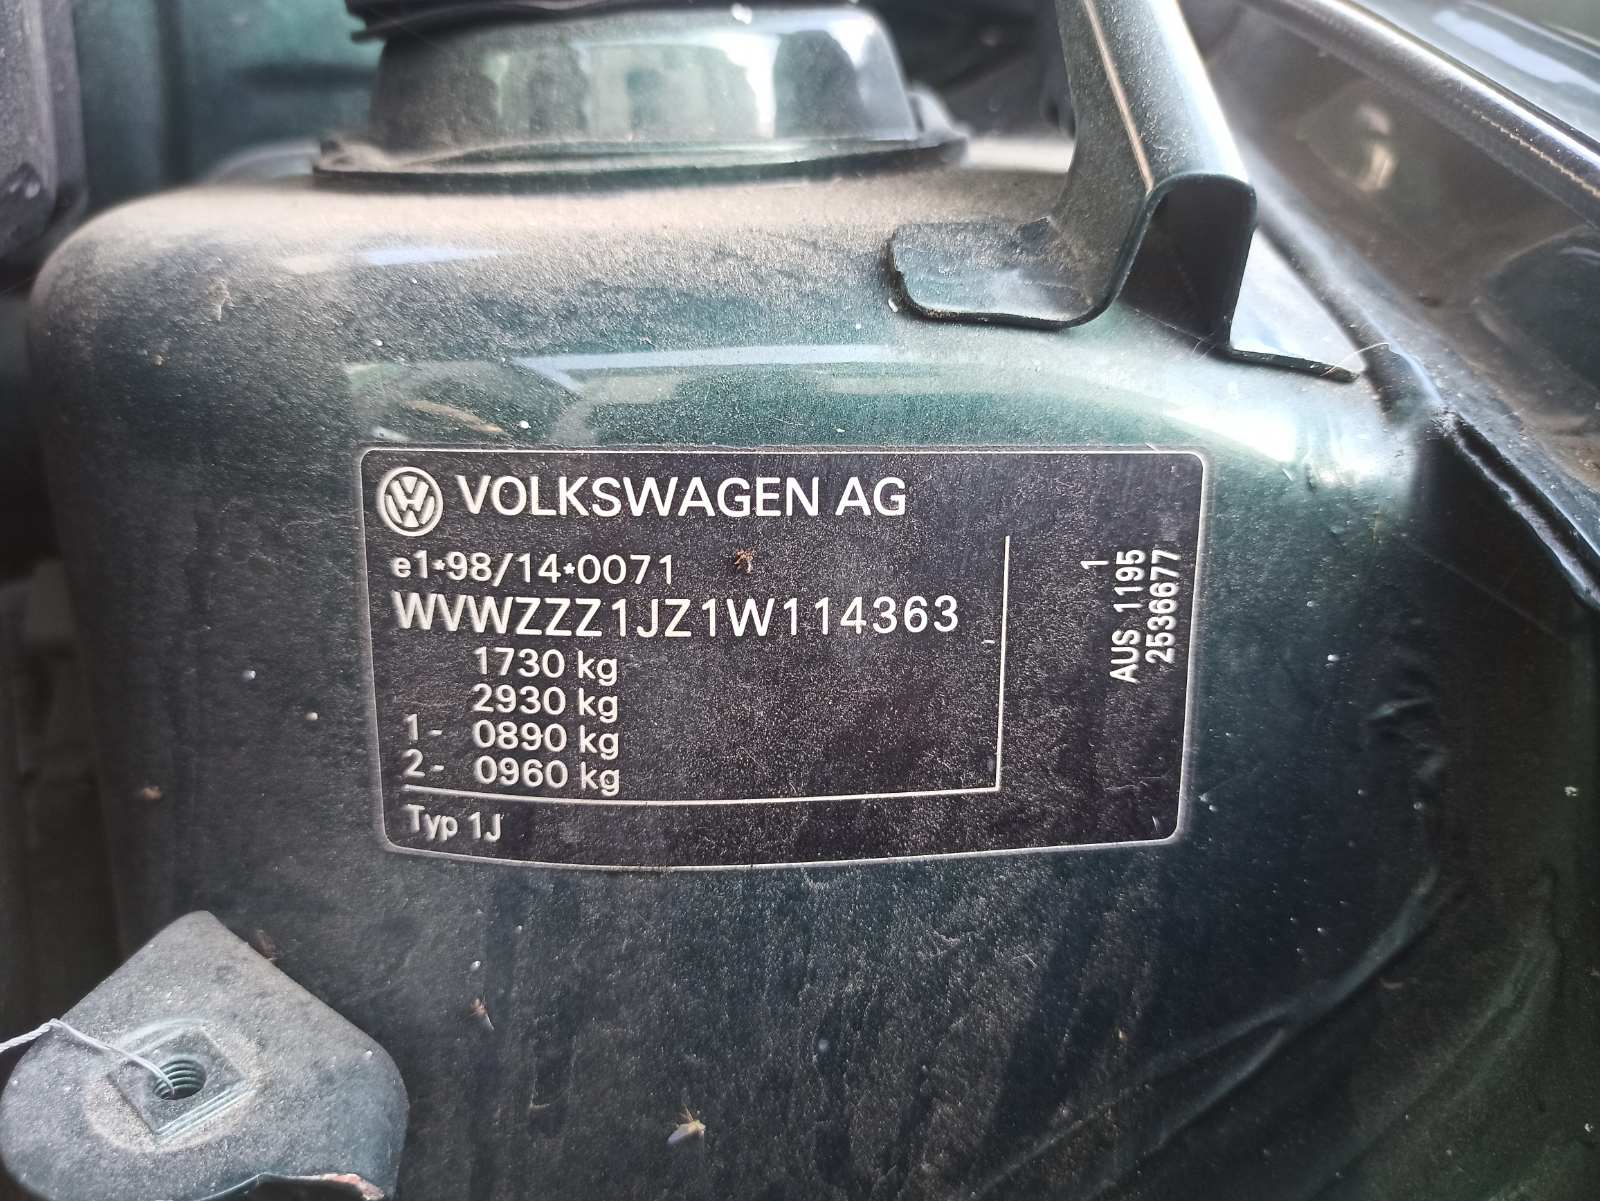 VOLKSWAGEN AG
e1*98/14*0071
WVWZZZ1JZ1W114363
1730 kg
2930 kg
1- 0890 kg
2- 0960 kg
Typ 1J
1
AUS 1195
2536677